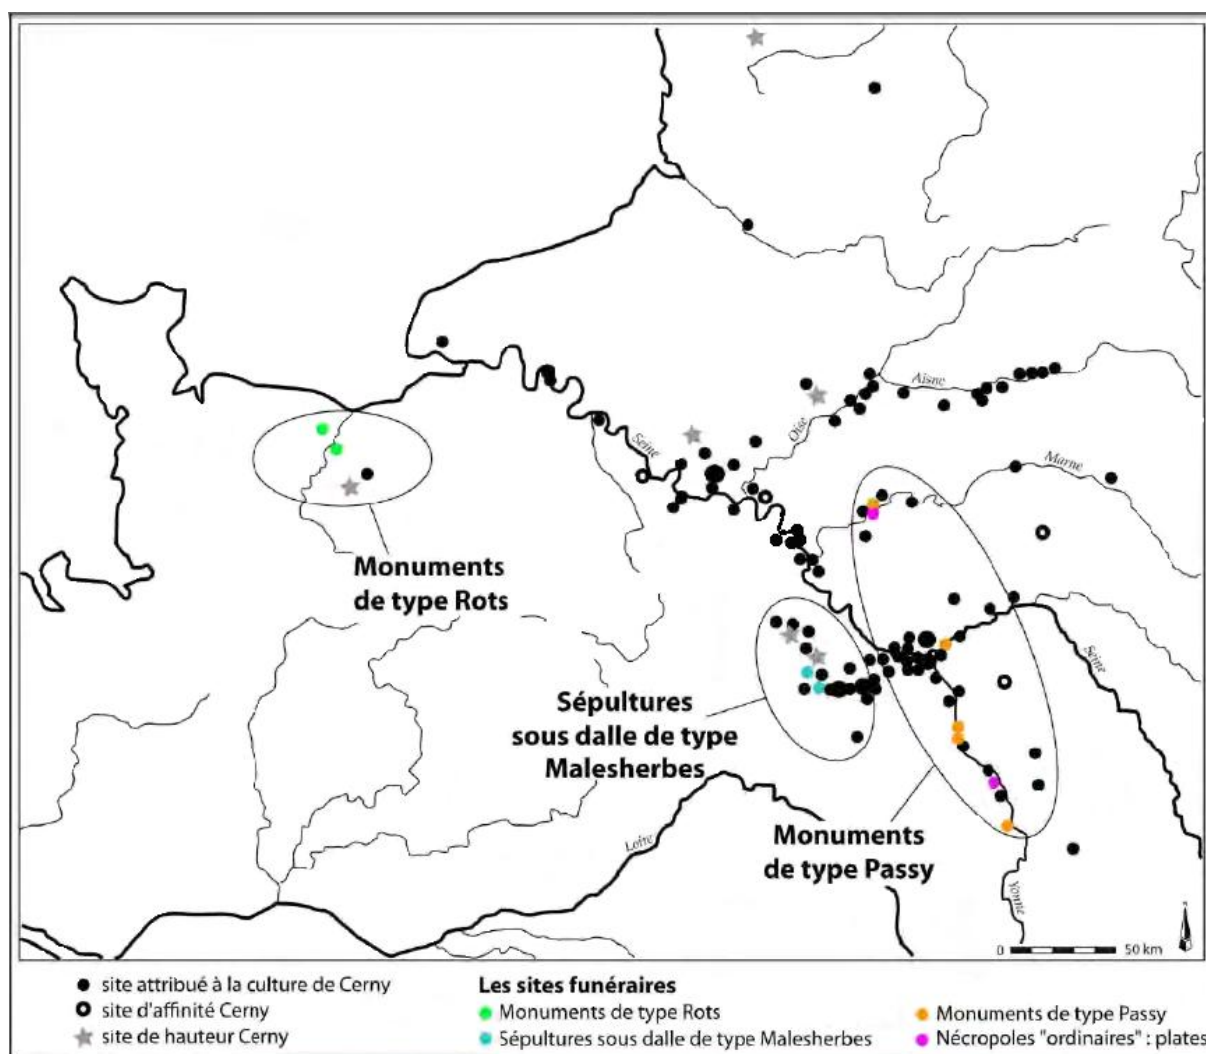 Aisne
Oise
Seine
Marne
Monuments
de type Rots
Seine
Sépultures
sous dalle de type
Malesherbes
Monuments
de type Passy
Loire
Yonne
0 50 km
site attribué à la culture de Cerny
site d'affinité Cerny
site de hauteur Cerny
Les sites funéraires
Monuments de type Rots
Sépultures sous dalle de type Malesherbes
Monuments de type Passy
Nécropoles "ordinaires" : plates